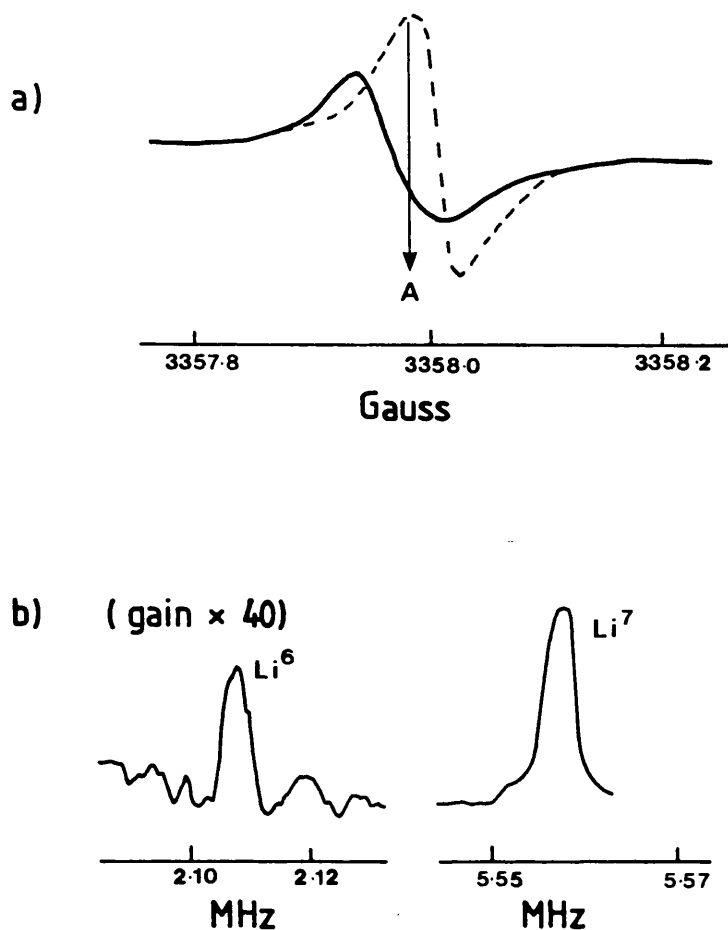 a)
A
3357·8 3358·0 3358·2
Gauss
b) (gain × 40)
Li⁶
Li⁷
2·10 2·12 5·55 5·57
MHz MHz